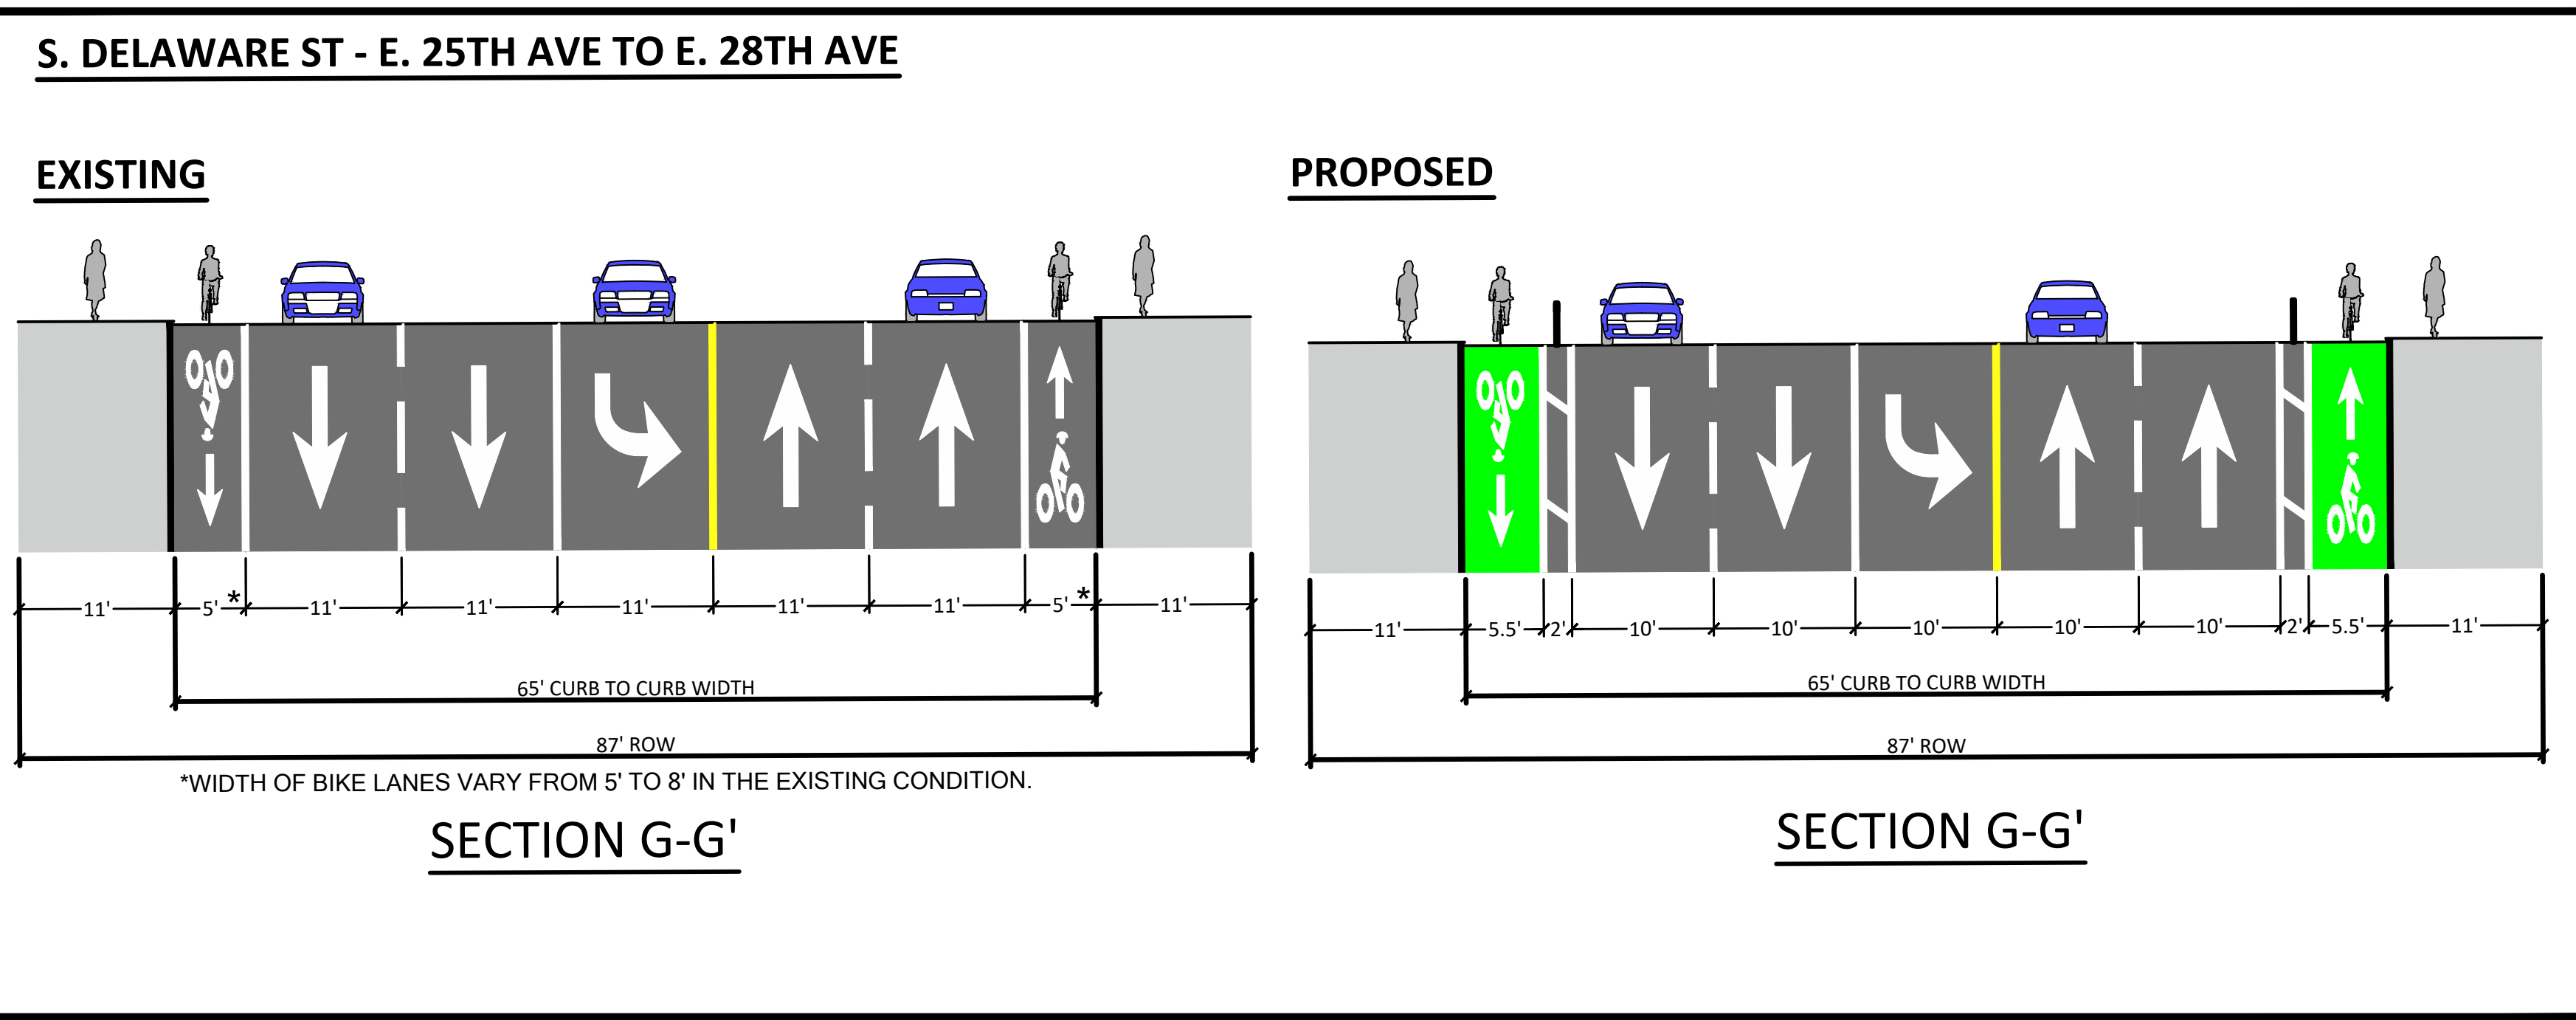 S. DELAWARE ST - E. 25TH AVE TO E. 28TH AVE
EXISTING
11' 5' * 11' 11' 11' 11' 11' 5' * 11'
65' CURB TO CURB WIDTH
87' ROW
*WIDTH OF BIKE LANES VARY FROM 5' TO 8' IN THE EXISTING CONDITION.
SECTION G-G'
PROPOSED
11' 5.5' 2' 10' 10' 10' 10' 10' 2' 5.5' 11'
65' CURB TO CURB WIDTH
87' ROW
SECTION G-G'